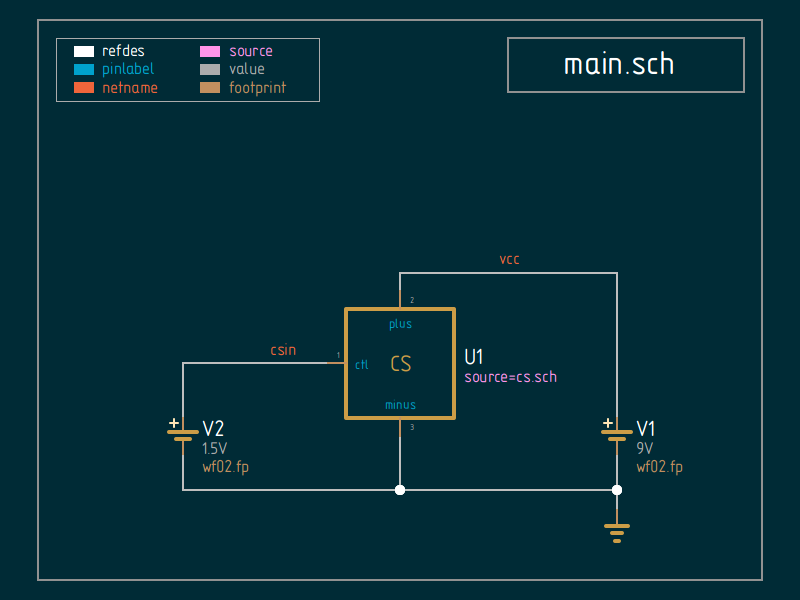 refdes
source
pinlabel
value
netname
footprint
main.sch
vcc
2
plus
csin
1
ctl
CS
U1
source=cs.sch
minus
3
V2
1.5V
wf02.fp
V1
9V
wf02.fp